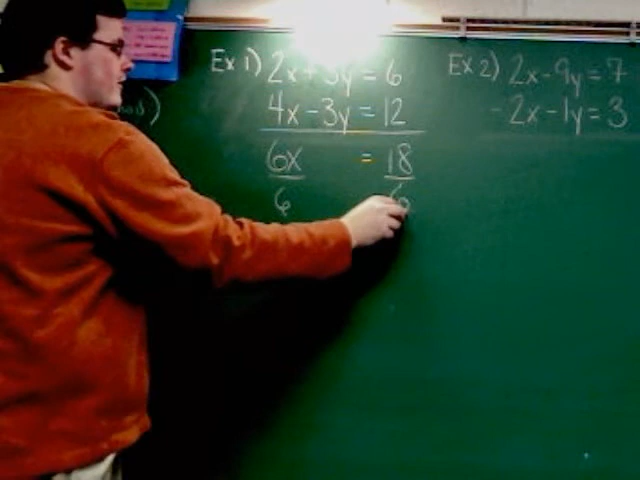 Ex 1) 2x + 3y = 6
4x - 3y = 12
6x = 18
6 6
Ex 2) 2x - 9y = 7
-2x - 1y = 3